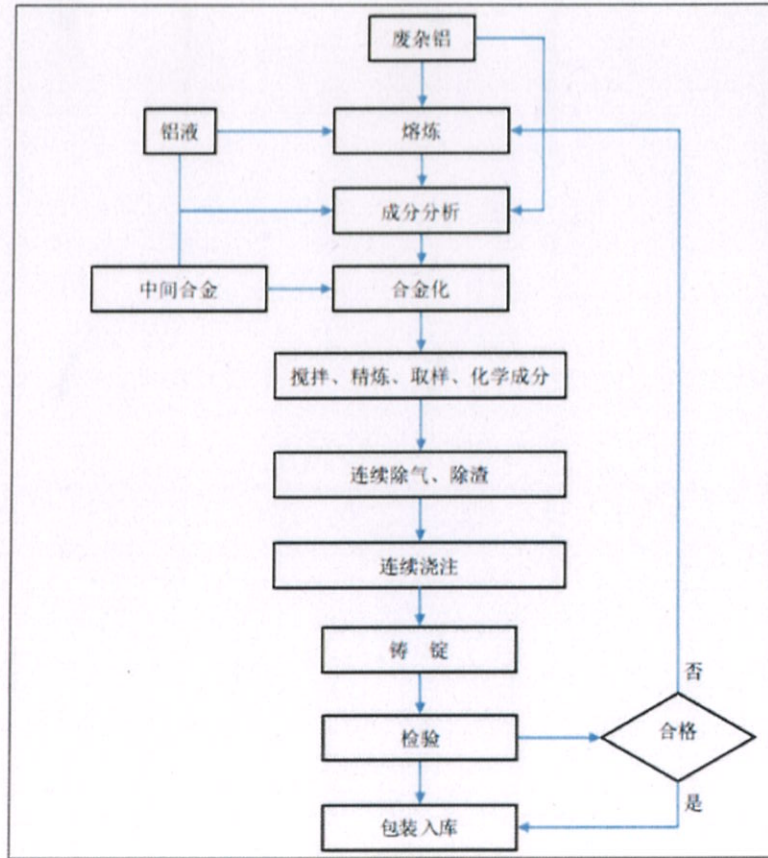 废杂铝
铝液
熔炼
成分分析
中间合金
合金化
搅拌、精炼、取样、化学成分
连续除气、除渣
连续浇注
铸 锭
否
检验
合格
是
包装入库